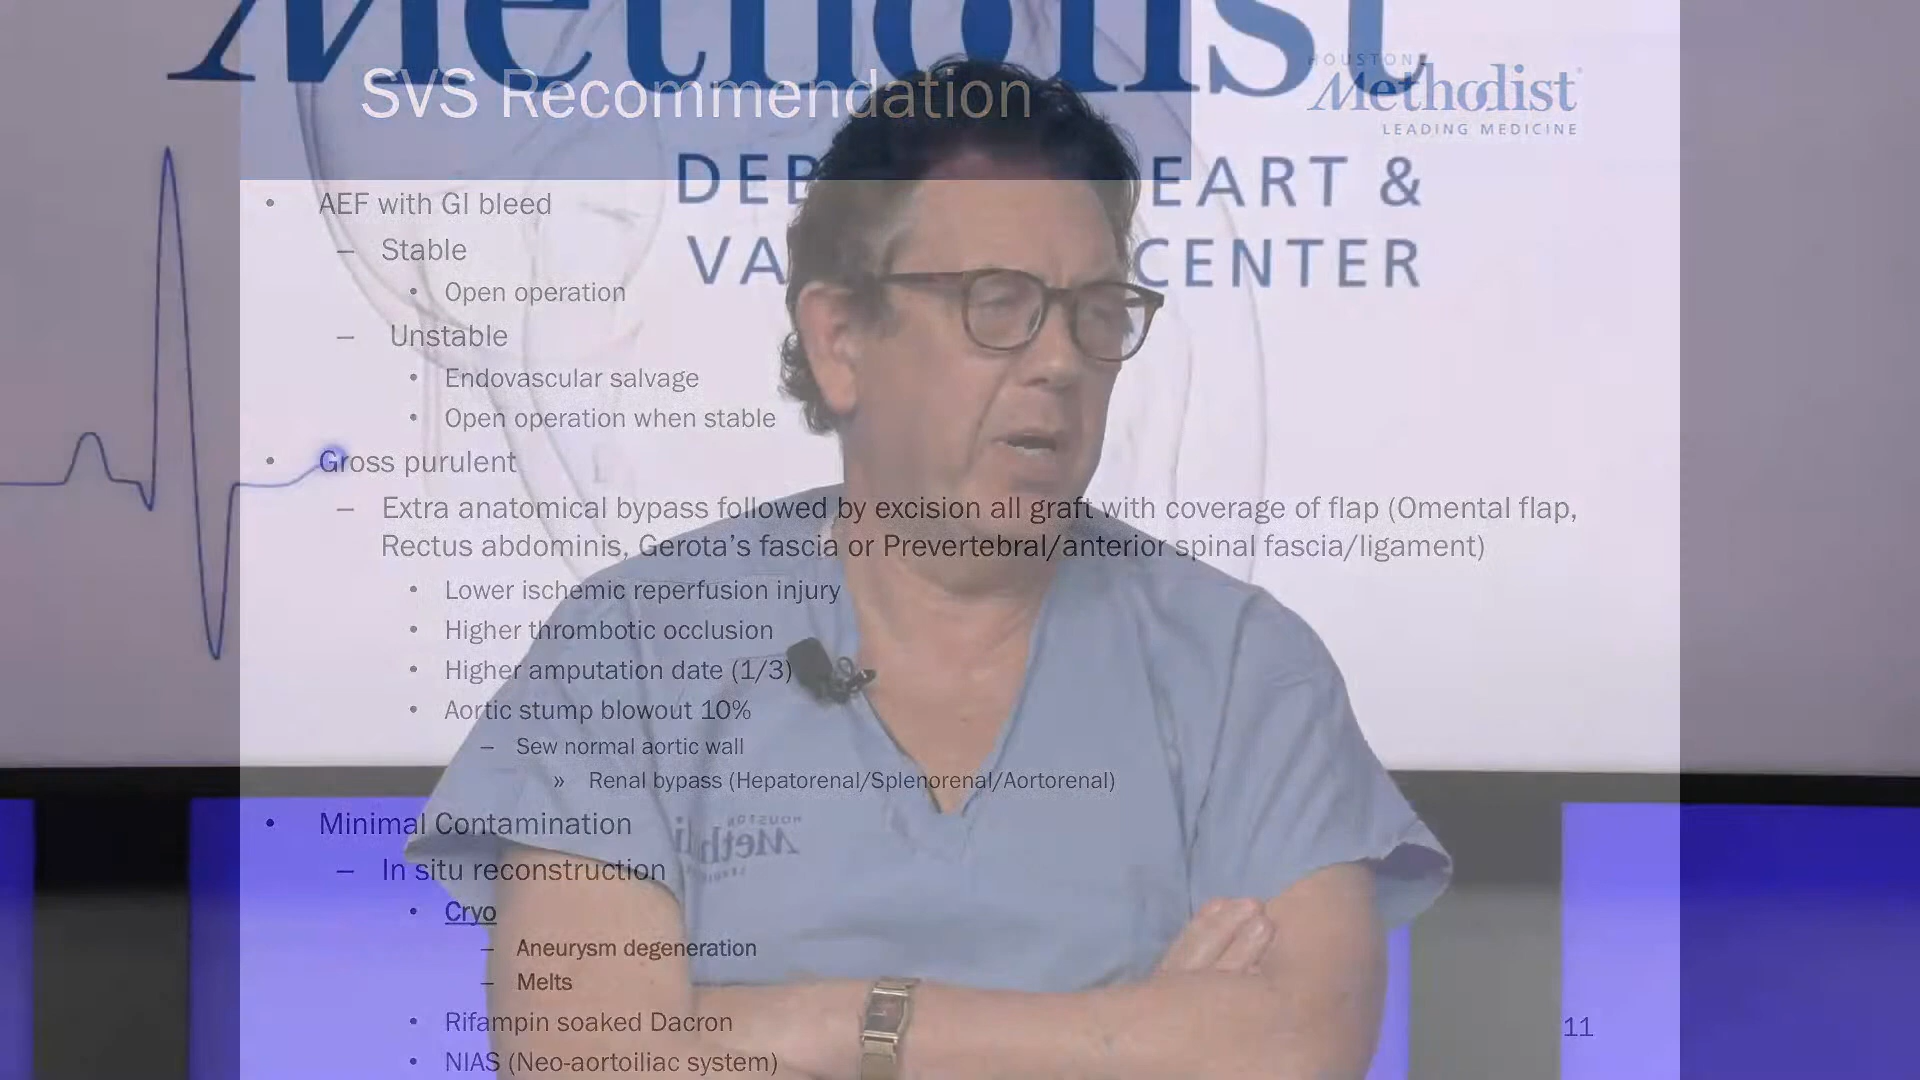 Methodist
SVS Recommendation
HOUSTON
Methodist
LEADING MEDICINE
DEB EART &
VA CENTER
• AEF with GI bleed
– Stable
• Open operation
– Unstable
• Endovascular salvage
• Open operation when stable
• Gross purulent
– Extra anatomical bypass followed by excision all graft with coverage of flap (Omental flap,
Rectus abdominis, Gerota’s fascia or Prevertebral/anterior spinal fascia/ligament)
• Lower ischemic reperfusion injury
• Higher thrombotic occlusion
• Higher amputation date (1/3)
• Aortic stump blowout 10%
– Sew normal aortic wall
» Renal bypass (Hepatorenal/Splenorenal/Aortorenal)
• Minimal Contamination
– In situ reconstruction
• Cryo
– Aneurysm degeneration
– Melts
• Rifampin soaked Dacron
• NIAS (Neo-aortoiliac system)
11